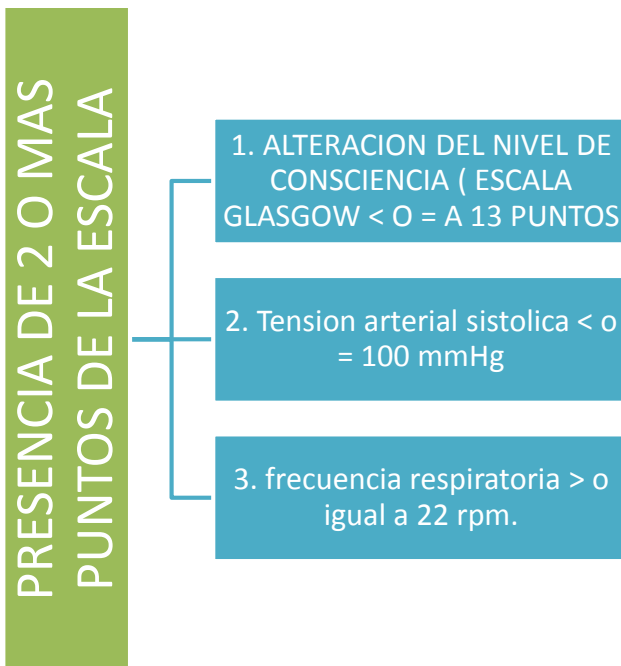 PRESENCIA DE 2 O MAS
PUNTOS DE LA ESCALA
1. ALTERACION DEL NIVEL DE
CONSCIENCIA ( ESCALA
GLASGOW < O = A 13 PUNTOS
2. Tension arterial sistolica < o
= 100 mmHg
3. frecuencia respiratoria > o
igual a 22 rpm.